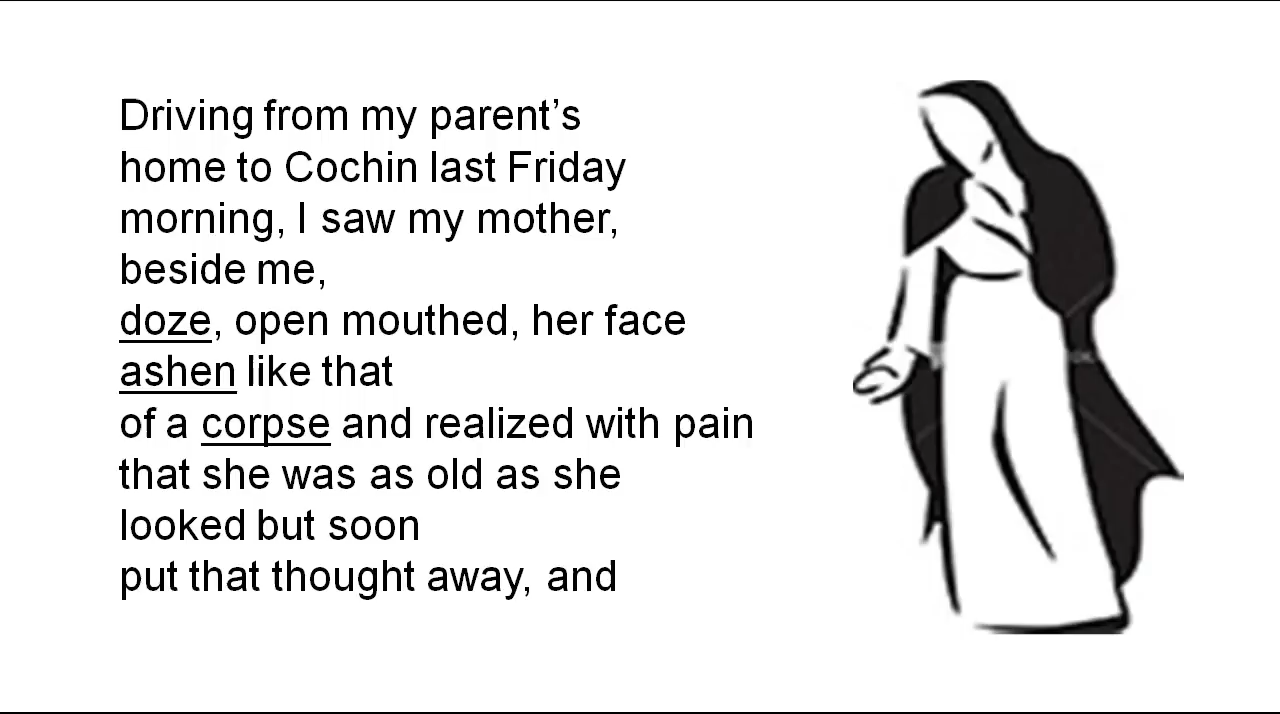 Driving from my parent’s
home to Cochin last Friday
morning, I saw my mother,
beside me,
doze, open mouthed, her face
ashen like that
of a corpse and realized with pain
that she was as old as she
looked but soon
put that thought away, and